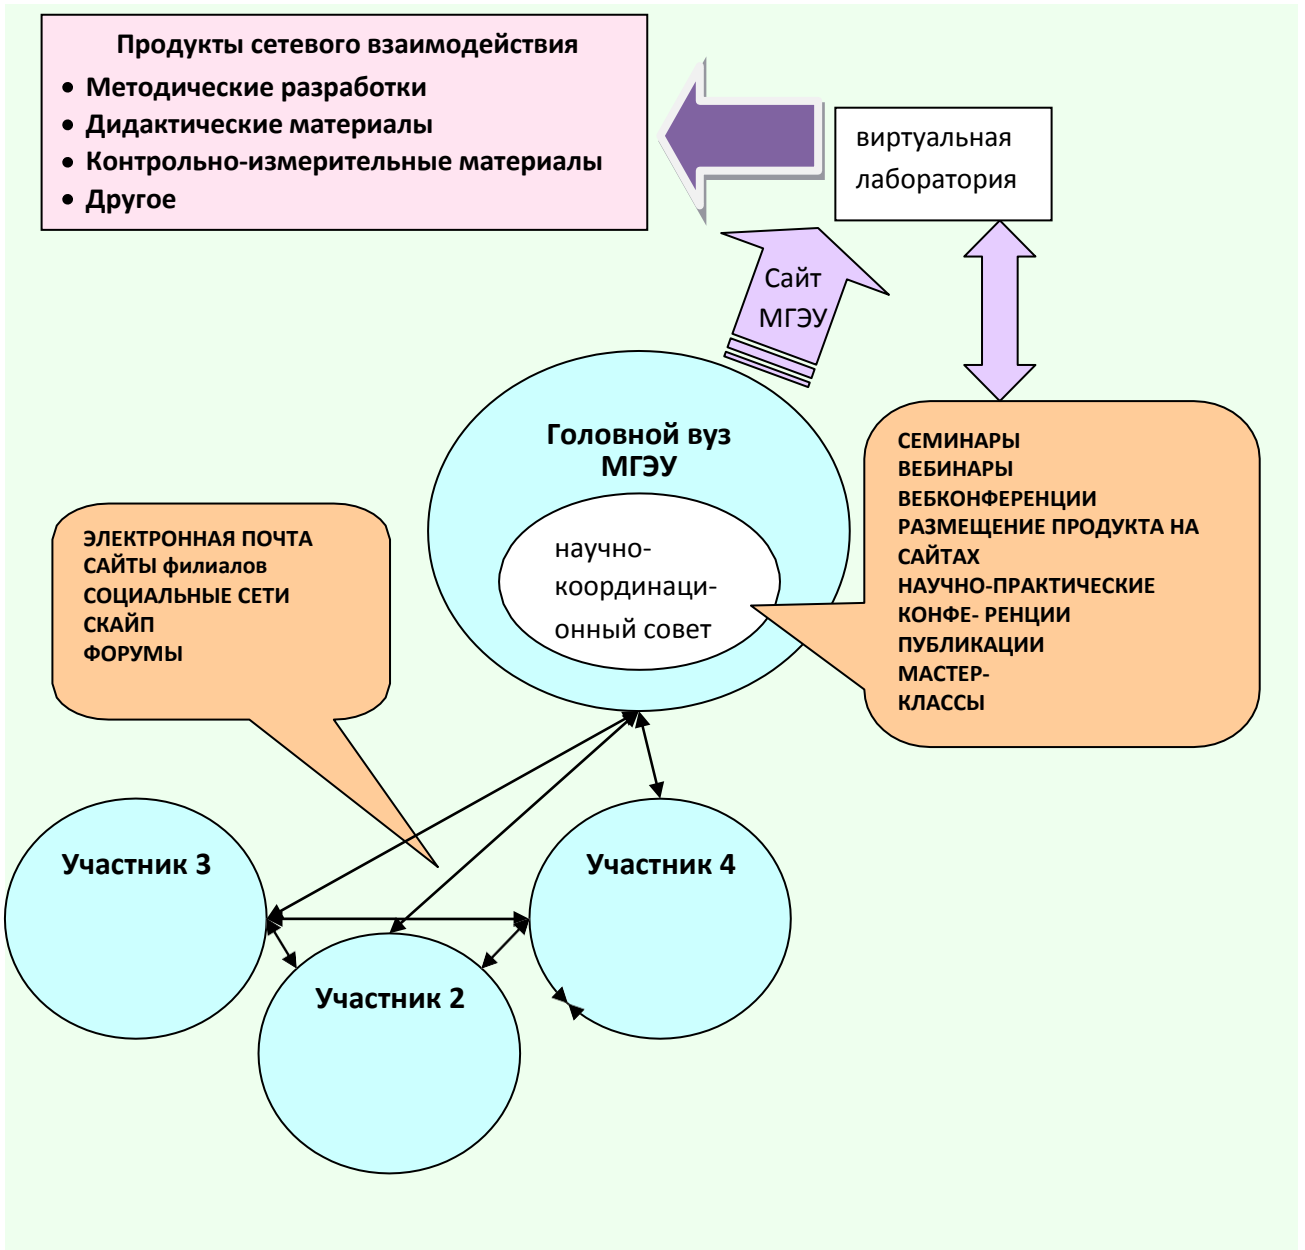 Продукты сетевого взаимодействия
• Методические разработки
• Дидактические материалы
• Контрольно-измерительные материалы
• Другое
виртуальная
лаборатория
Сайт
МГЭУ
Головной вуз
МГЭУ
научно-
координаци-
онный совет
СЕМИНАРЫ
ВЕБИНАРЫ
ВЕБКОНФЕРЕНЦИИ
РАЗМЕЩЕНИЕ ПРОДУКТА НА
САЙТАХ
НАУЧНО-ПРАКТИЧЕСКИЕ
КОНФЕ- РЕНЦИИ
ПУБЛИКАЦИИ
МАСТЕР-
КЛАССЫ
ЭЛЕКТРОННАЯ ПОЧТА
САЙТЫ филиалов
СОЦИАЛЬНЫЕ СЕТИ
СКАЙП
ФОРУМЫ
Участник 3
Участник 4
Участник 2